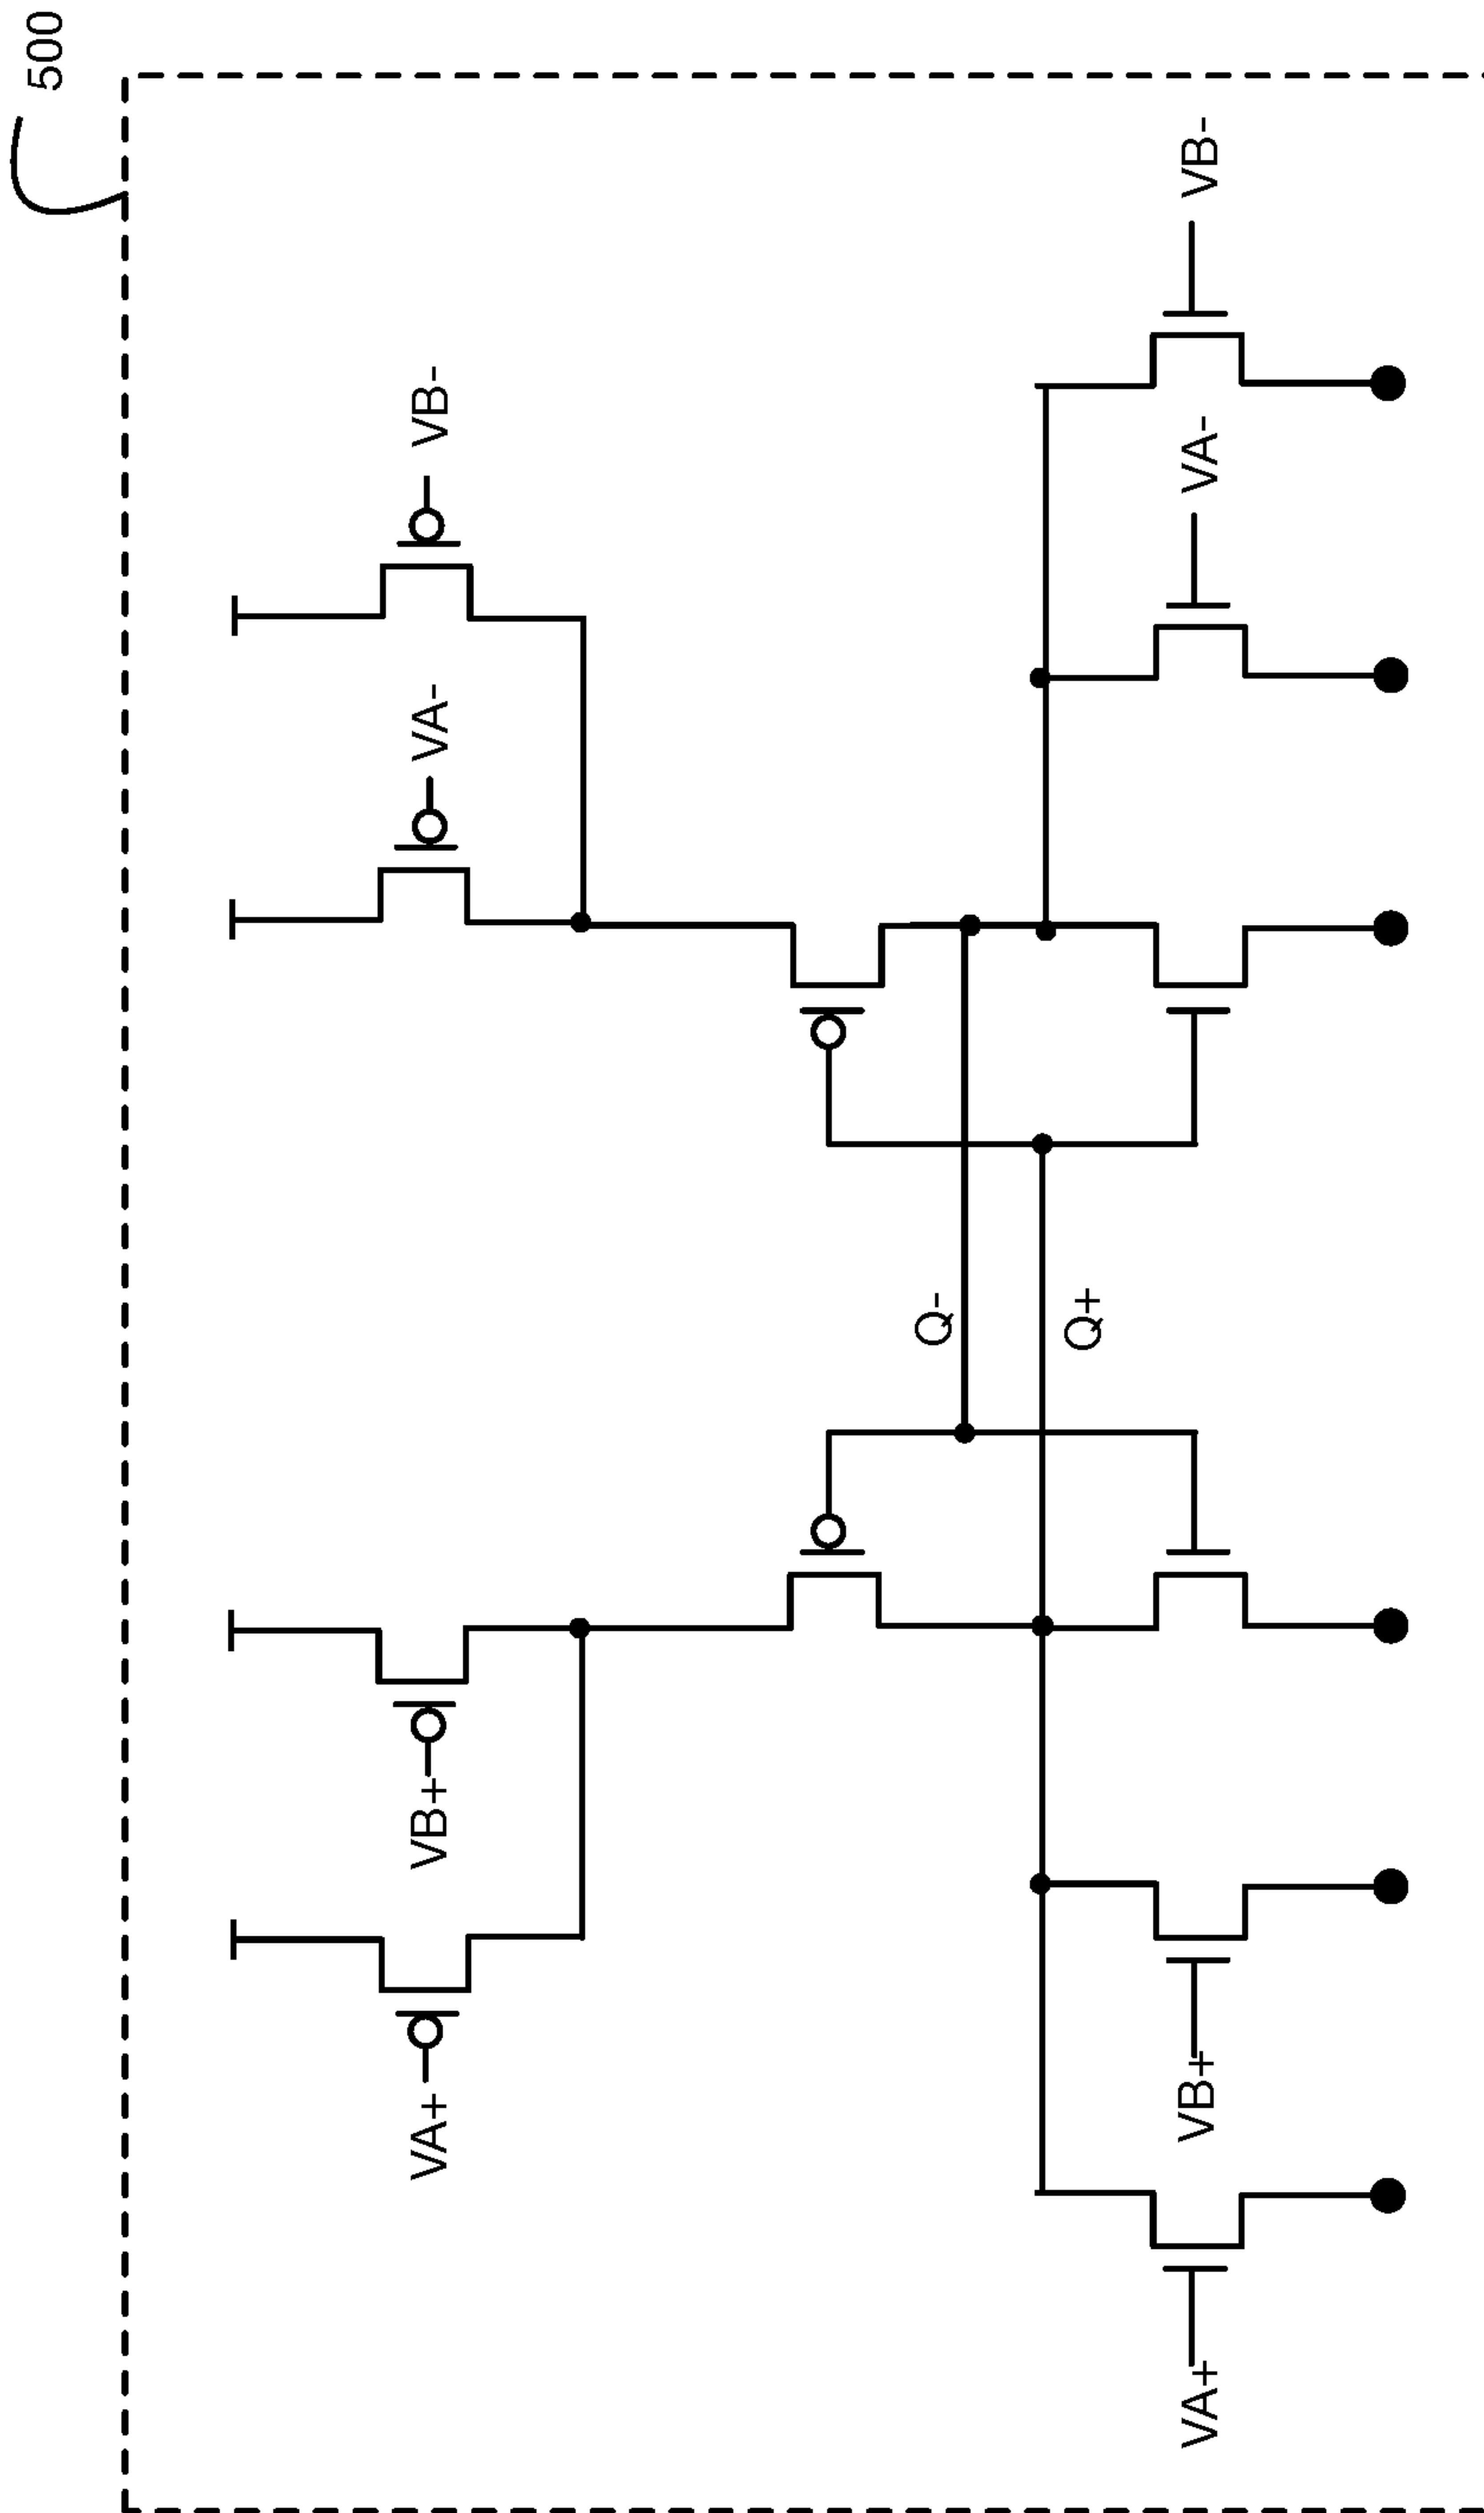 500
VA+
VB+
VA-
VB-
Q-
Q+
VA+
VB+
VA-
VB-